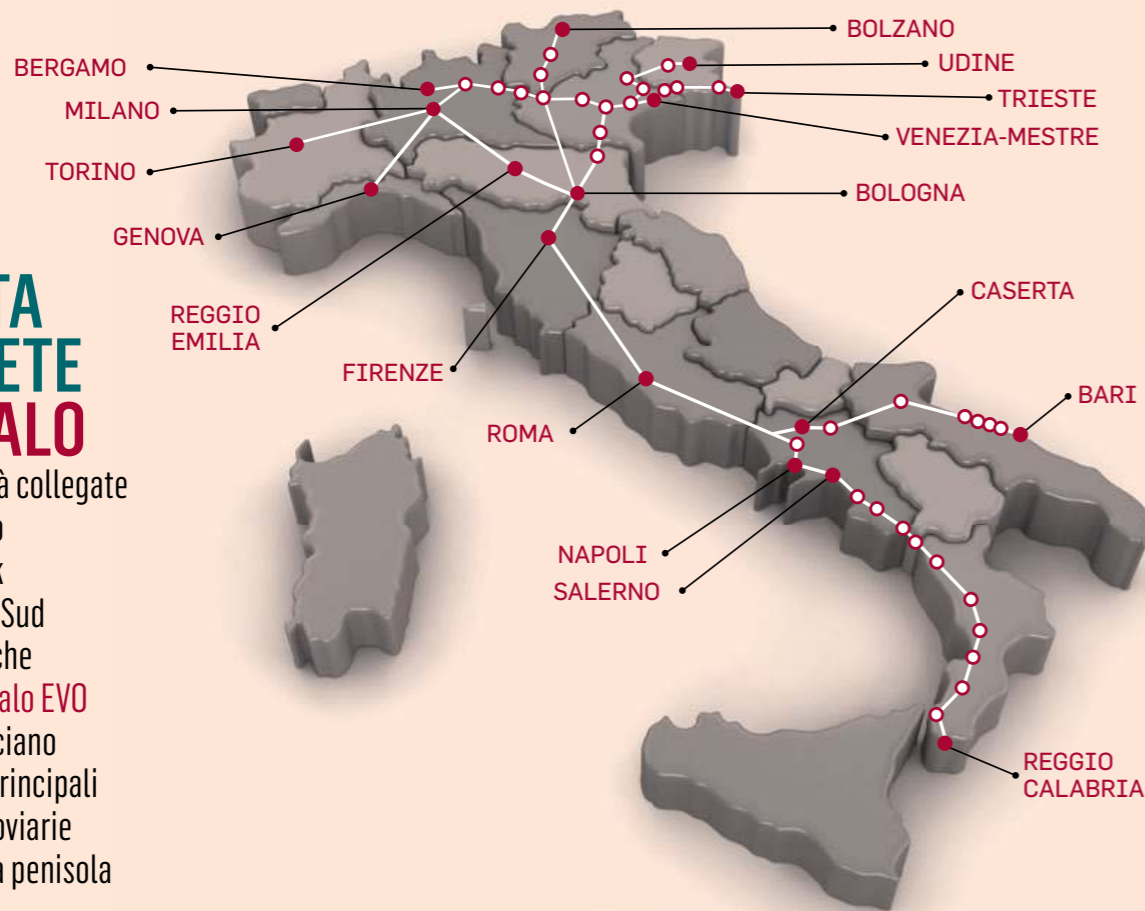 TA
ETE
ALO
à collegate
o
k
Sud
che
alo EVO
ciano
rincipali
oviarie
a penisola
BOLZANO
BERGAMO
UDINE
MILANO
TRIESTE
VENEZIA-MESTRE
TORINO
BOLOGNA
GENOVA
CASERTA
REGGIO
EMILIA
FIRENZE
BARI
ROMA
NAPOLI
SALERNO
REGGIO
CALABRIA